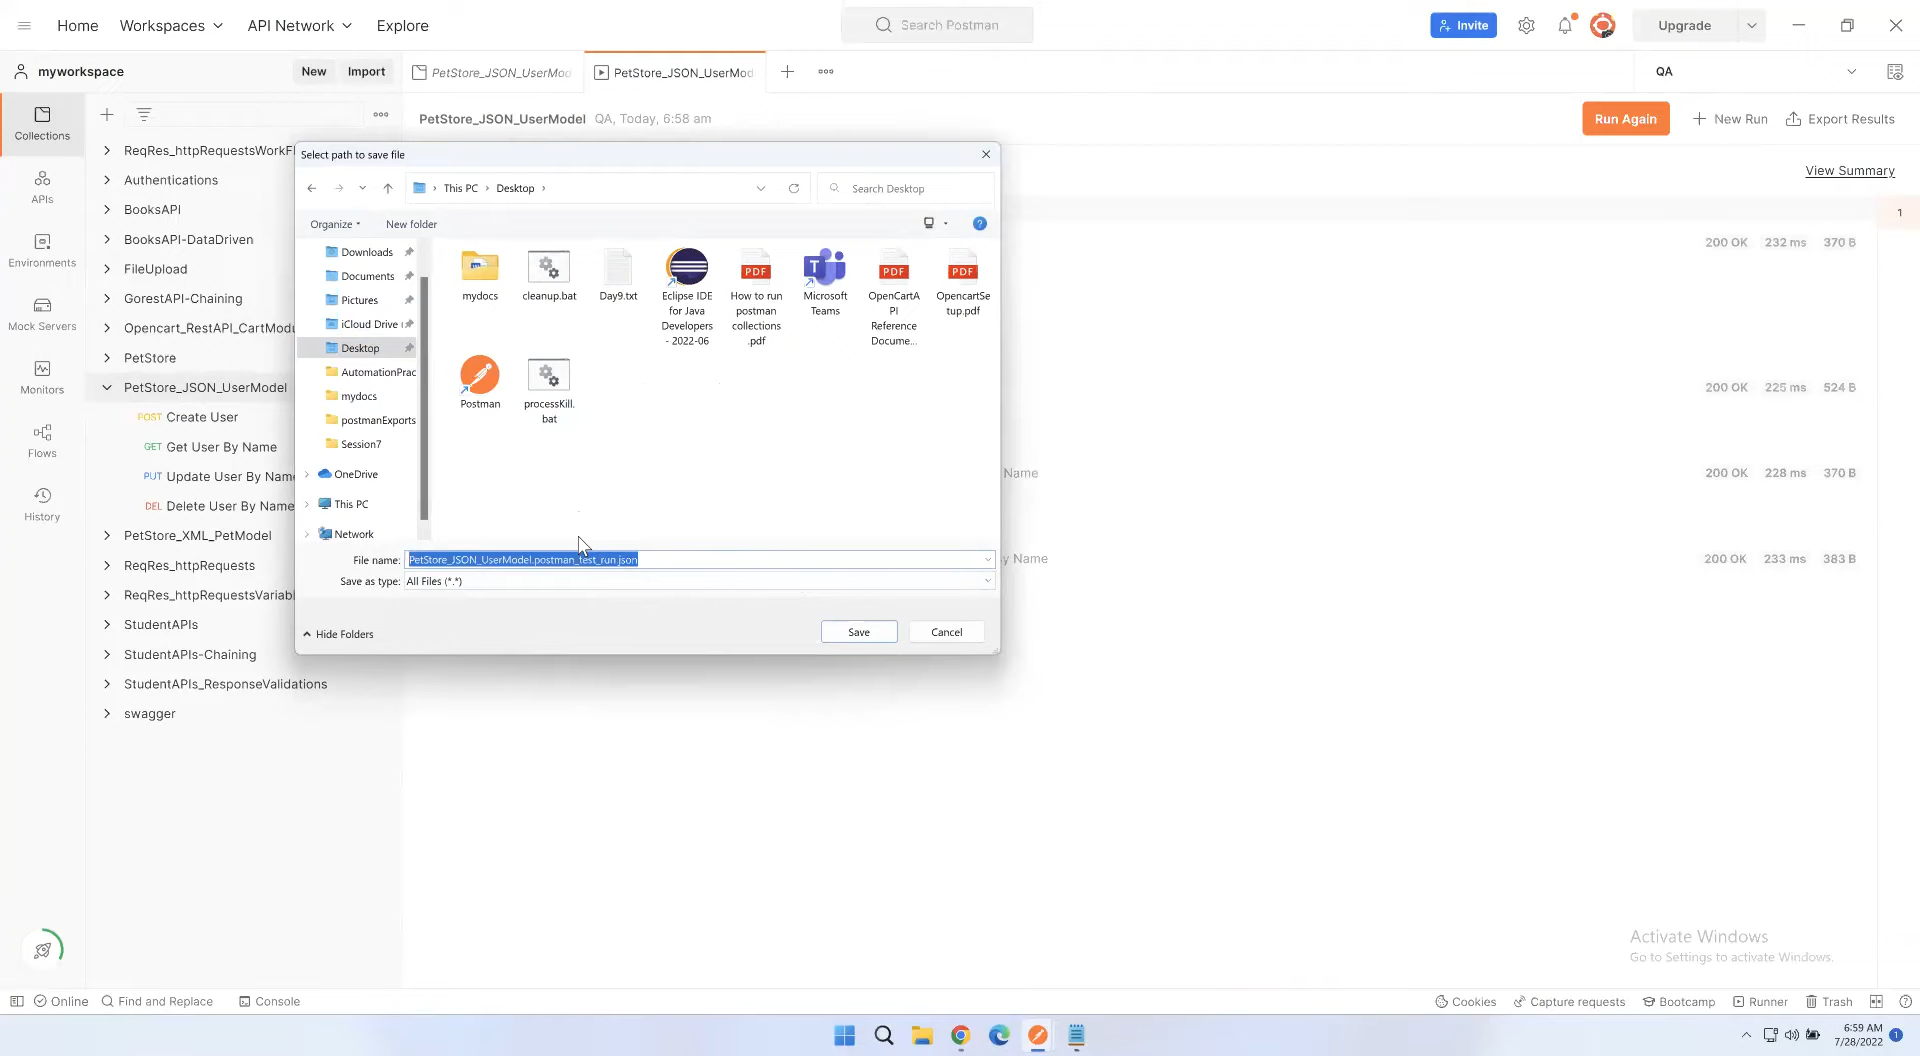 Home Workspaces API Network Explore Search Postman Invite Upgrade
myworkspace New Import PetStore_JSON_UserMod PetStore_JSON_UserMod QA
Collections
APIs
Environments
Mock Servers
Monitors
Flows
History
PetStore_JSON_UserModel QA, Today, 6:58 am Run Again New Run Export Results
View Summary
1
ReqRes_httpRequestsWorkFl
Authentications
BooksAPI
BooksAPI-DataDriven
FileUpload
GorestAPI-Chaining
Opencart_RestAPI_CartModu
PetStore
PetStore_JSON_UserModel
POST Create User
GET Get User By Name
PUT Update User By Name
DEL Delete User By Name
PetStore_XML_PetModel
ReqRes_httpRequests
ReqRes_httpRequestsVariabl
StudentAPIs
StudentAPIs-Chaining
StudentAPIs_ResponseValidations
swagger
Select path to save file
This PC Desktop Search Desktop
Organize New folder
Downloads
Documents
Pictures
iCloud Drive (
Desktop
AutomationPrac
mydocs
postmanExports
Session7
OneDrive
This PC
Network
mydocs
cleanup.bat
Day9.txt
Eclipse IDE
for Java
Developers
- 2022-06
PDF
How to run
postman
collections
.pdf
Microsoft
Teams
PDF
OpenCartA
PI
Reference
Docume...
PDF
OpencartSe
tup.pdf
Postman
processKill.
bat
File name: PetStore_JSON_UserModel.postman_test_run.json
Save as type: All Files (*.*)
Hide Folders Save Cancel
200 OK 232 ms 370 B
200 OK 225 ms 524 B
Name 200 OK 228 ms 370 B
y Name 200 OK 233 ms 383 B
Activate Windows
Go to Settings to activate Windows.
Online Find and Replace Console Cookies Capture requests Bootcamp Runner Trash
6:59 AM
7/28/2022
1